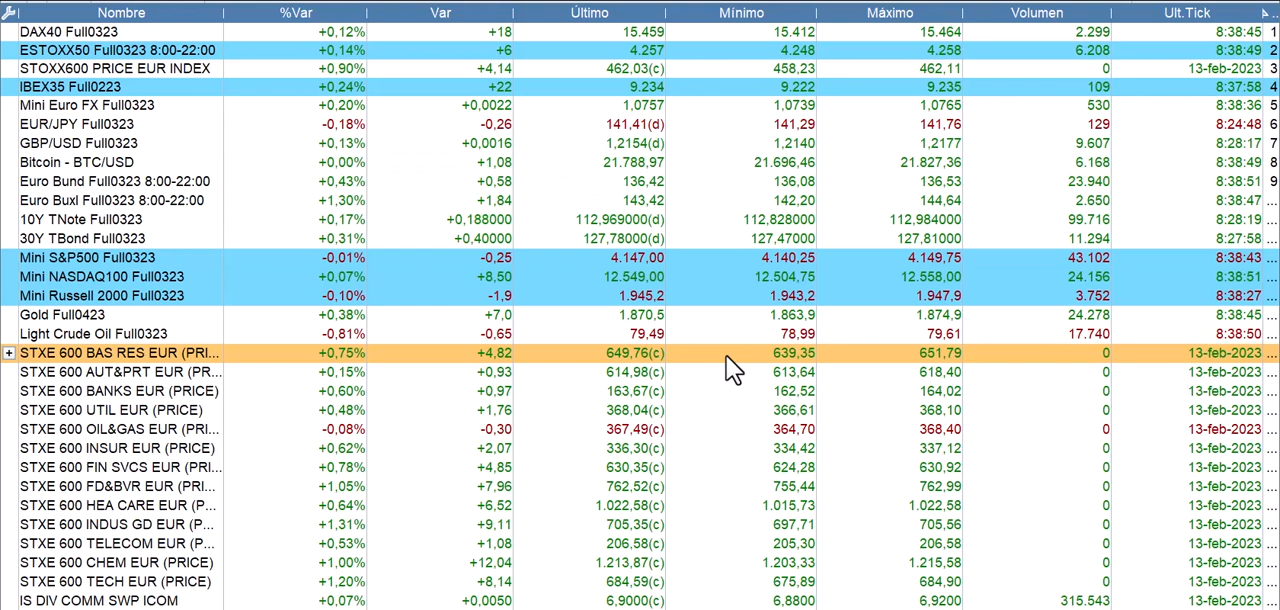 Nombre %Var Var Último Mínimo Máximo Volumen Ult.Tick
DAX40 Full0323 +0,12% +18 15.459 15.412 15.464 2.299 8:38:45 1
ESTOXX50 Full0323 8:00-22:00 +0,14% +6 4.257 4.248 4.258 6.208 8:38:49 2
STOXX600 PRICE EUR INDEX +0,90% +4,14 462,03(c) 458,23 462,11 0 13-feb-2023 3
IBEX35 Full0223 +0,24% +22 9.234 9.222 9.235 109 8:37:58 4
Mini Euro FX Full0323 +0,20% +0,0022 1,0757 1,0739 1,0765 530 8:38:36 5
EUR/JPY Full0323 -0,18% -0,26 141,41(d) 141,29 141,76 129 8:24:48 6
GBP/USD Full0323 +0,13% +0,0016 1,2154(d) 1,2140 1,2177 9.607 8:28:17 7
Bitcoin - BTC/USD +0,00% +1,08 21.788,97 21.696,46 21.827,36 6.168 8:38:49 8
Euro Bund Full0323 8:00-22:00 +0,43% +0,58 136,42 136,08 136,53 23.940 8:38:51 9
Euro Buxl Full0323 8:00-22:00 +1,30% +1,84 143,42 142,20 144,64 2.650 8:38:47 ...
10Y TNote Full0323 +0,17% +0,188000 112,969000(d) 112,828000 112,984000 99.716 8:28:19 ...
30Y TBond Full0323 +0,31% +0,40000 127,78000(d) 127,47000 127,81000 11.294 8:27:58 ...
Mini S&P500 Full0323 -0,01% -0,25 4.147,00 4.140,25 4.149,75 43.102 8:38:43 ...
Mini NASDAQ100 Full0323 +0,07% +8,50 12.549,00 12.504,75 12.558,00 24.156 8:38:51 ...
Mini Russell 2000 Full0323 -0,10% -1,9 1.945,2 1.943,2 1.947,9 3.752 8:38:27 ...
Gold Full0423 +0,38% +7,0 1.870,5 1.863,9 1.874,9 24.278 8:38:45 ...
Light Crude Oil Full0323 -0,81% -0,65 79,49 78,99 79,61 17.740 8:38:50 ...
STXE 600 BAS RES EUR (PRI... +0,75% +4,82 649,76(c) 639,35 651,79 0 13-feb-2023 ...
STXE 600 AUT&PRT EUR (PR... +0,15% +0,93 614,98(c) 613,64 618,40 0 13-feb-2023 ...
STXE 600 BANKS EUR (PRICE) +0,60% +0,97 163,67(c) 162,52 164,02 0 13-feb-2023 ...
STXE 600 UTIL EUR (PRICE) +0,48% +1,76 368,04(c) 366,61 368,10 0 13-feb-2023 ...
STXE 600 OIL&GAS EUR (PRI... -0,08% -0,30 367,49(c) 364,70 368,40 0 13-feb-2023 ...
STXE 600 INSUR EUR (PRICE) +0,62% +2,07 336,30(c) 334,42 337,12 0 13-feb-2023 ...
STXE 600 FIN SVCS EUR (PRI... +0,78% +4,85 630,35(c) 624,28 630,92 0 13-feb-2023 ...
STXE 600 FD&BVR EUR (PRI... +1,05% +7,96 762,52(c) 755,44 762,99 0 13-feb-2023 ...
STXE 600 HEA CARE EUR (P... +0,64% +6,52 1.022,58(c) 1.015,73 1.022,58 0 13-feb-2023 ...
STXE 600 INDUS GD EUR (P... +1,31% +9,11 705,35(c) 697,71 705,56 0 13-feb-2023 ...
STXE 600 TELECOM EUR (P... +0,53% +1,08 206,58(c) 205,30 206,58 0 13-feb-2023 ...
STXE 600 CHEM EUR (PRICE) +1,00% +12,04 1.213,87(c) 1.203,33 1.215,58 0 13-feb-2023 ...
STXE 600 TECH EUR (PRICE) +1,20% +8,14 684,59(c) 675,89 684,90 0 13-feb-2023 ...
IS DIV COMM SWP ICOM +0,07% +0,0050 6,9000(c) 6,8800 6,9200 315.543 13-feb-2023 ...